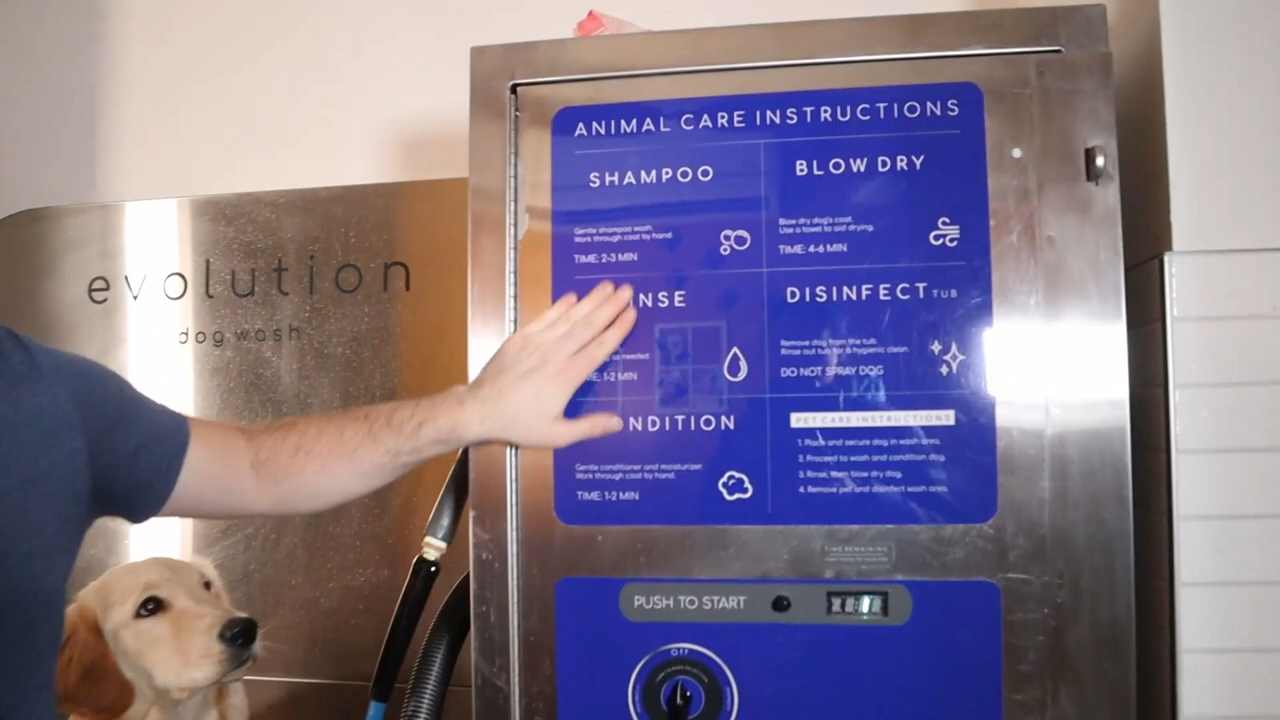 evolution
dog wash
ANIMAL CARE INSTRUCTIONS
SHAMPOO
Gentle shampoo wash.
Work through coat by hand.
TIME: 2-3 MIN
BLOW DRY
Blow dry dog's coat.
Use a towel to aid drying.
TIME: 4-6 MIN
NSE
as needed
1-2 MIN
DISINFECT TUB
Remove dog from the tub.
Rinse out tub for a hygienic clean.
DO NOT SPRAY DOG
NDITION
Gentle conditioner and moisturizer.
Work through coat by hand.
TIME: 1-2 MIN
PET CARE INSTRUCTIONS
1. Place and secure dog in wash area.
2. Proceed to wash and condition dog.
3. Rinse, then blow dry dog.
4. Remove pet and disinfect wash area.
TIME REMAINING
PUSH TO START
Off